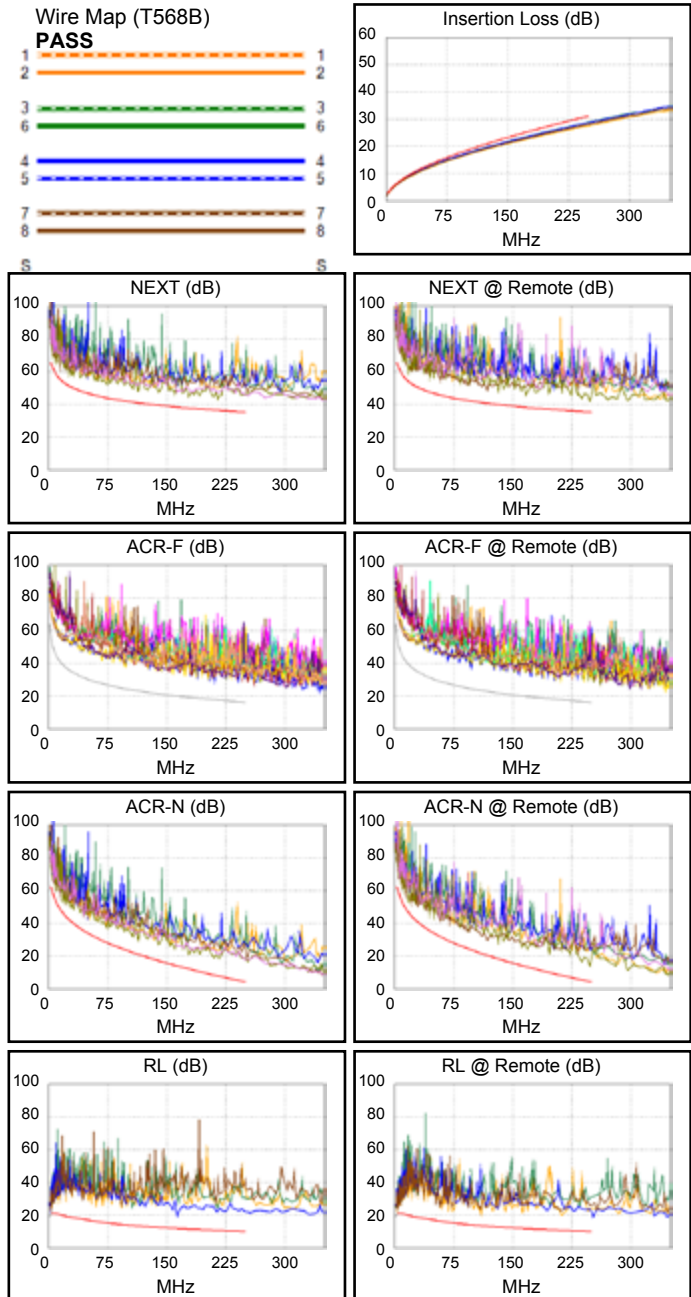 Wire Map (T568B)
PASS
1 1
2 2
3 3
6 6
4 4
5 5
7 7
8 8
S S
Insertion Loss (dB)
60
50
40
30
20
10
0
0 75 150 225 300
MHz
NEXT (dB)
100
80
60
40
20
0
0 75 150 225 300
MHz
NEXT @ Remote (dB)
100
80
60
40
20
0
0 75 150 225 300
MHz
ACR-F (dB)
100
80
60
40
20
0
0 75 150 225 300
MHz
ACR-F @ Remote (dB)
100
80
60
40
20
0
0 75 150 225 300
MHz
ACR-N (dB)
100
80
60
40
20
0
0 75 150 225 300
MHz
ACR-N @ Remote (dB)
100
80
60
40
20
0
0 75 150 225 300
MHz
RL (dB)
100
80
60
40
20
0
0 75 150 225 300
MHz
RL @ Remote (dB)
100
80
60
40
20
0
0 75 150 225 300
MHz